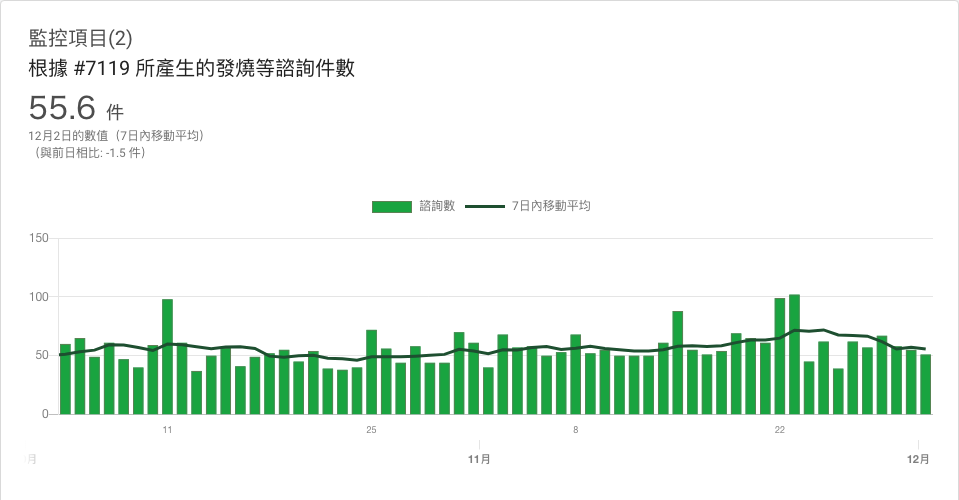 監控項目(2)
根據 #7119 所產生的發燒等諮詢件數
55.6 件
12月2日的數值（7日內移動平均）
（與前日相比: -1.5 件）
諮詢數 7日內移動平均
150
100
50
0
11 25 8 22
月 11月 12月